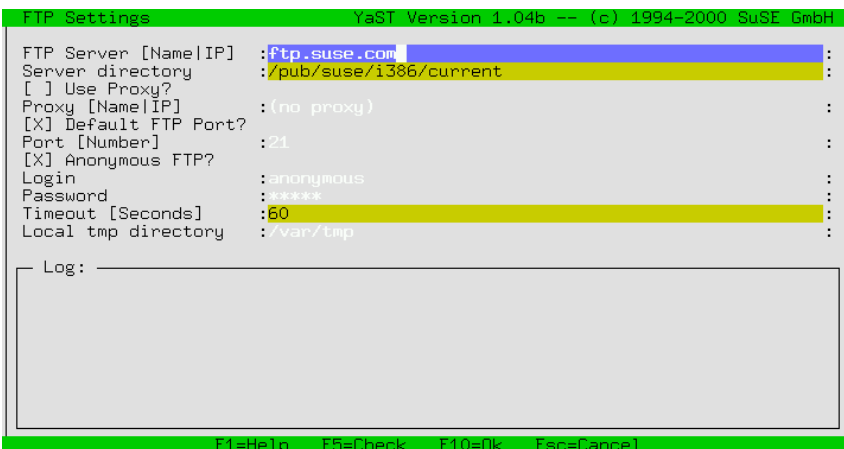 FTP Settings YaST Version 1.04b -- (c) 1994-2000 SuSE GmbH
FTP Server [Name|IP] :ftp.suse.com :
Server directory :/pub/suse/i386/current :
[ ] Use Proxy?
Proxy [Name|IP] :(no proxy) :
[X] Default FTP Port?
Port [Number] :21 :
[X] Anonymous FTP?
Login :anonymous :
Password :***** :
Timeout [Seconds] :60 :
Local tmp directory :/var/tmp :
Log:
F1=Help F5=Check F10=Ok Esc=Cancel